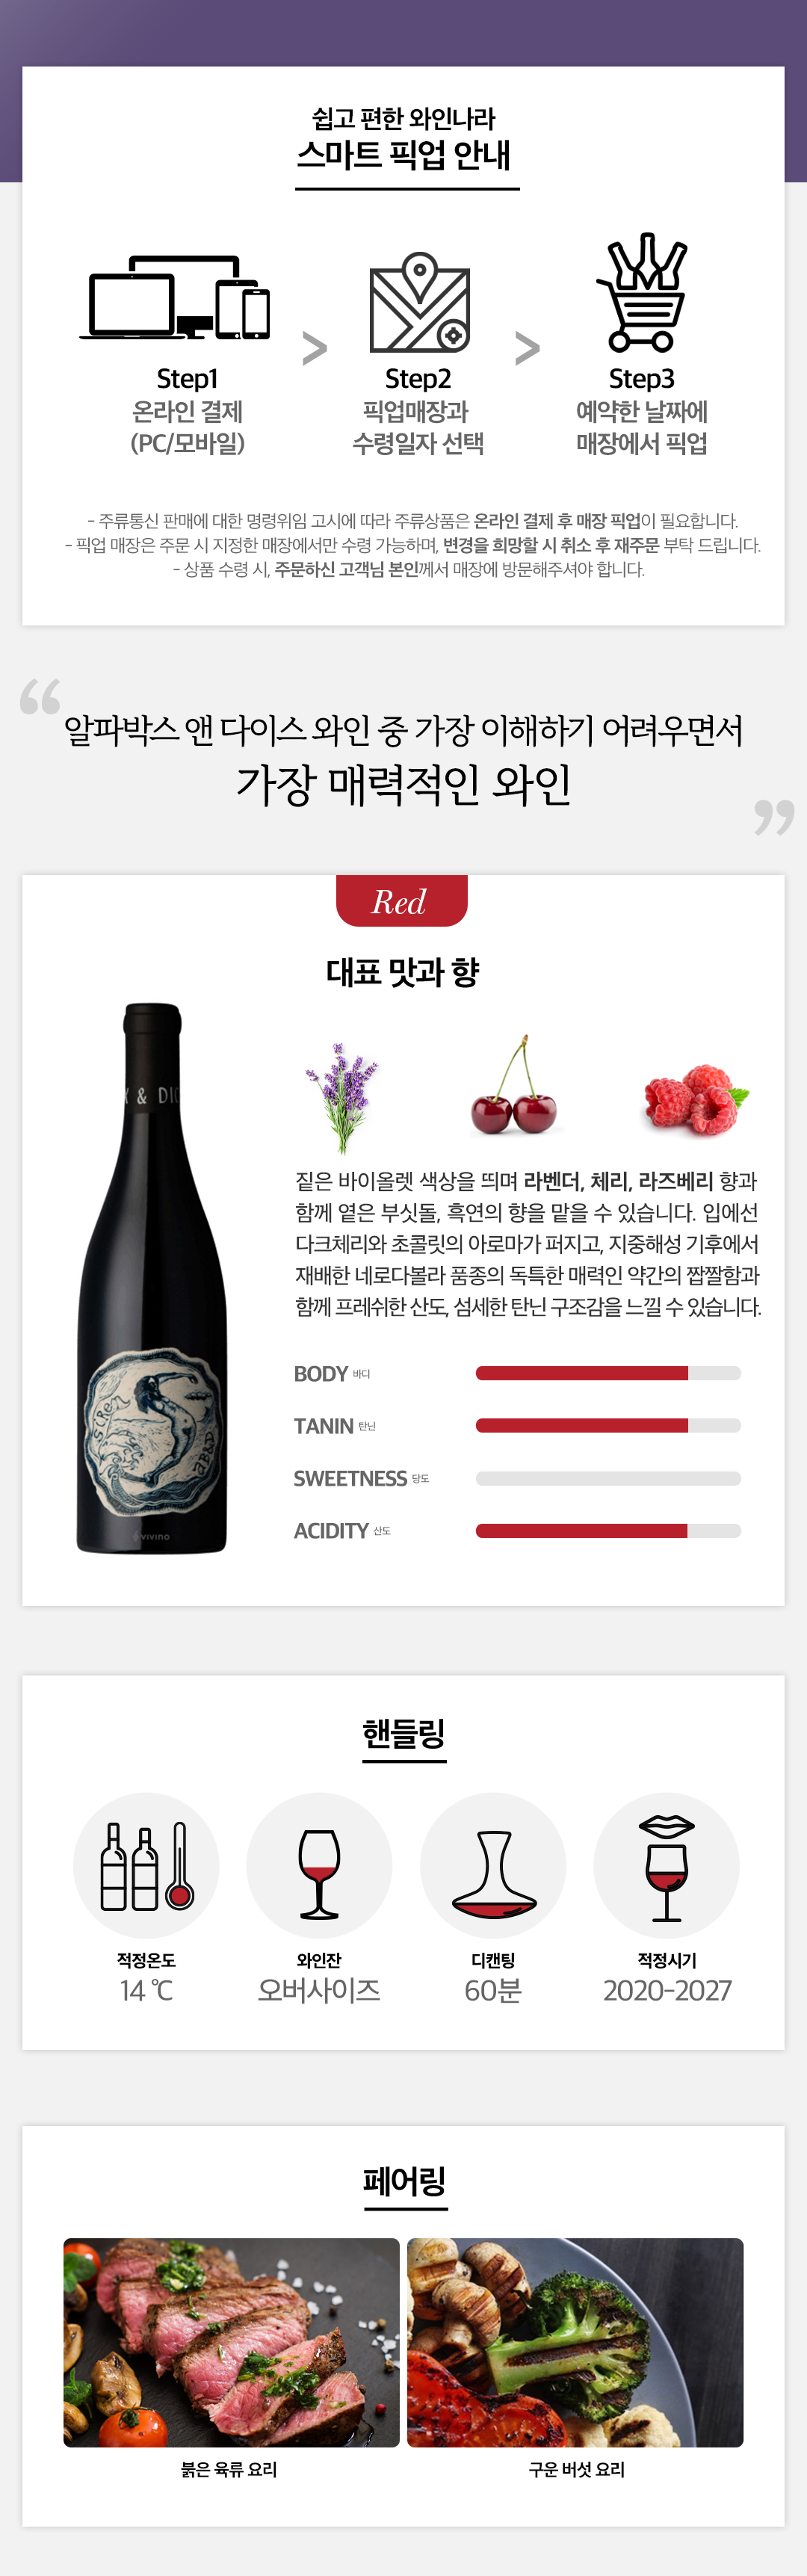 쉽고 편한 와인나라
스마트 픽업 안내
Step1
온라인 결제
(PC/모바일)
>
Step2
픽업매장과
수령일자 선택
>
Step3
예약한 날짜에
매장에서 픽업
- 주류통신 판매에 대한 명령위임 고시에 따라 주류상품은 온라인 결제 후 매장 픽업이 필요합니다.
- 픽업 매장은 주문 시 지정한 매장에서만 수령 가능하며, 변경을 희망할 시 취소 후 재주문 부탁 드립니다.
- 상품 수령 시, 주문하신 고객님 본인께서 매장에 방문해주셔야 합니다.
“알파박스 앤 다이스 와인 중 가장 이해하기 어려우면서
가장 매력적인 와인”
Red
대표 맛과 향
X & DIC
짙은 바이올렛 색상을 띄며 라벤더, 체리, 라즈베리 향과
함께 옅은 부싯돌, 흑연의 향을 맡을 수 있습니다. 입에선
다크체리와 초콜릿의 아로마가 퍼지고, 지중해성 기후에서
재배한 네로다볼라 품종의 독특한 매력인 약간의 짭짤함과
함께 프레쉬한 산도, 섬세한 탄닌 구조감을 느낄 수 있습니다.
Siren
AB&D
VIVINO
BODY 바디
TANIN 탄닌
SWEETNESS 당도
ACIDITY 산도
핸들링
적정온도
14 ℃
와인잔
오버사이즈
디캔팅
60분
적정시기
2020-2027
페어링
붉은 육류 요리
구운 버섯 요리